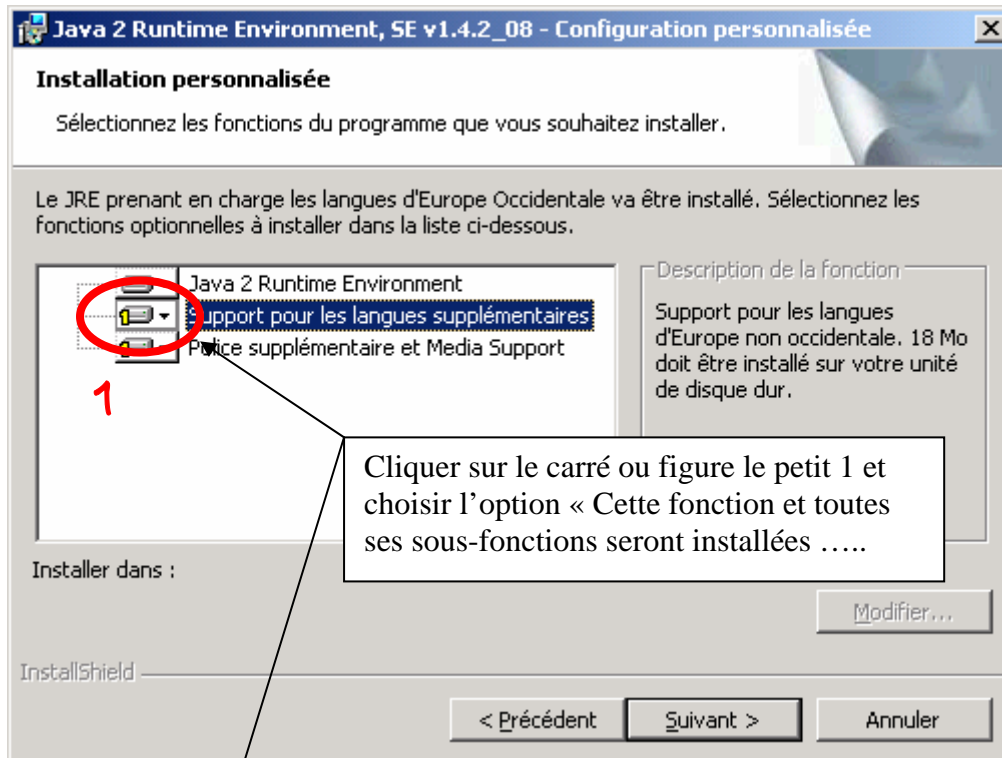 Java 2 Runtime Environment, SE v1.4.2_08 - Configuration personnalisée
Installation personnalisée
Sélectionnez les fonctions du programme que vous souhaitez installer.
Le JRE prenant en charge les langues d'Europe Occidentale va être installé. Sélectionnez les
fonctions optionnelles à installer dans la liste ci-dessous.
Java 2 Runtime Environment
Support pour les langues supplémentaires
Police supplémentaire et Media Support
1
Description de la fonction
Support pour les langues
d'Europe non occidentale. 18 Mo
doit être installé sur votre unité
de disque dur.
Cliquer sur le carré ou figure le petit 1 et
choisir l’option « Cette fonction et toutes
ses sous-fonctions seront installées …..
Installer dans :
Modifier...
InstallShield
< Précédent
Suivant >
Annuler